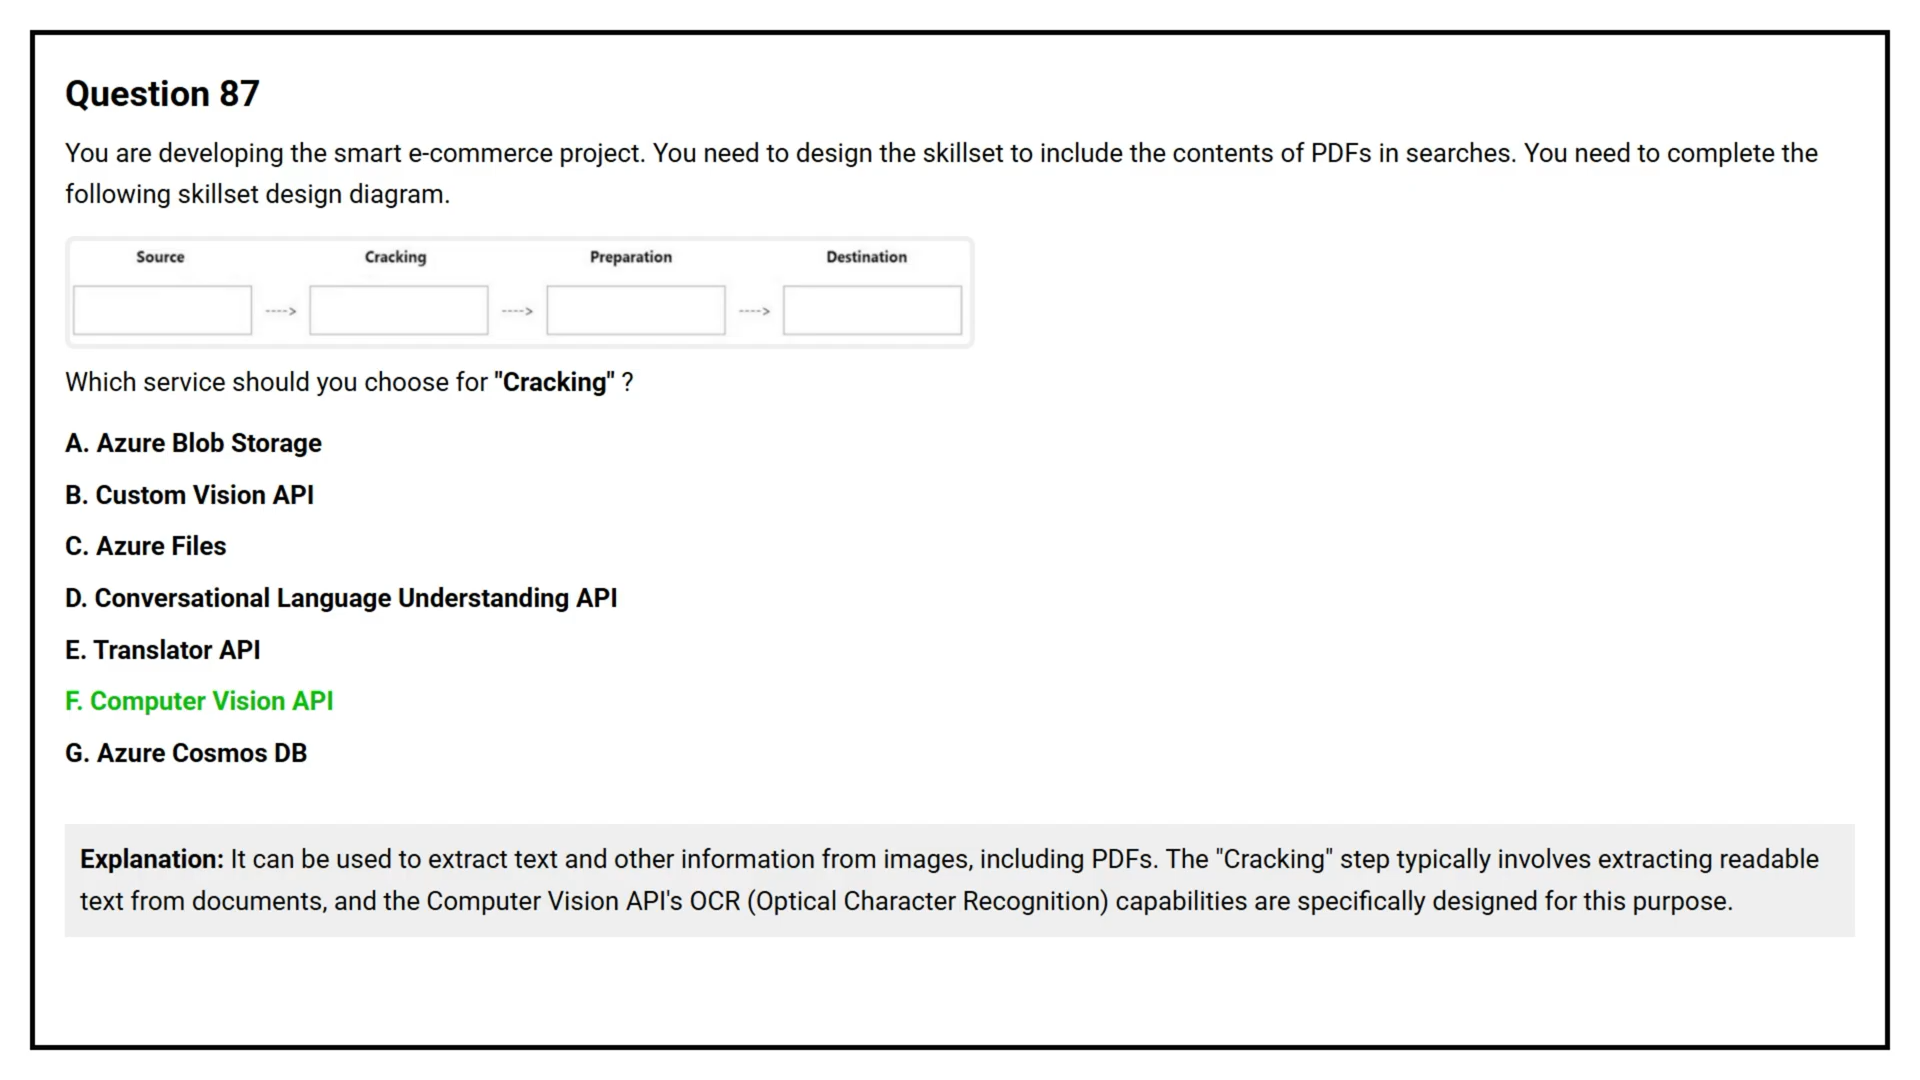 Question 87
You are developing the smart e-commerce project. You need to design the skillset to include the contents of PDFs in searches. You need to complete the
following skillset design diagram.
Source Cracking Preparation Destination
----> ----> ---->
Which service should you choose for "Cracking" ?
A. Azure Blob Storage
B. Custom Vision API
C. Azure Files
D. Conversational Language Understanding API
E. Translator API
F. Computer Vision API
G. Azure Cosmos DB
Explanation: It can be used to extract text and other information from images, including PDFs. The "Cracking" step typically involves extracting readable
text from documents, and the Computer Vision API's OCR (Optical Character Recognition) capabilities are specifically designed for this purpose.